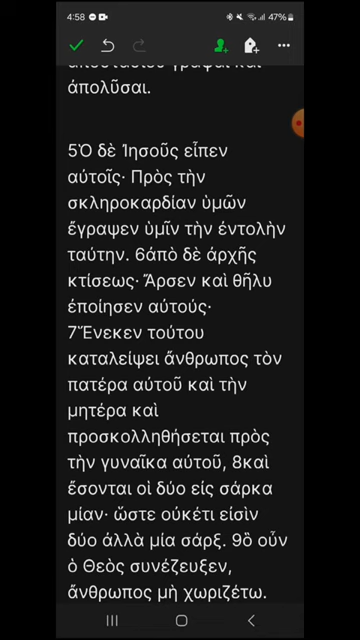 4:58
47%
ἀποστασίου γράψαι καὶ
ἀπολῦσαι.
5Ὁ δὲ Ἰησοῦς εἶπεν
αὐτοῖς· Πρὸς τὴν
σκληροκαρδίαν ὑμῶν
ἔγραψεν ὑμῖν τὴν ἐντολὴν
ταύτην. 6ἀπὸ δὲ ἀρχῆς
κτίσεως· Ἄρσεν καὶ θῆλυ
ἐποίησεν αὐτούς·
7Ἕνεκεν τούτου
καταλείψει ἄνθρωπος τὸν
πατέρα αὐτοῦ καὶ τὴν
μητέρα καὶ
προσκολληθήσεται πρὸς
τὴν γυναῖκα αὐτοῦ, 8καὶ
ἔσονται οἱ δύο εἰς σάρκα
μίαν· ὥστε οὐκέτι εἰσὶν
δύο ἀλλὰ μία σάρξ. 9ὃ οὖν
ὁ Θεὸς συνέζευξεν,
ἄνθρωπος μὴ χωριζέτω.